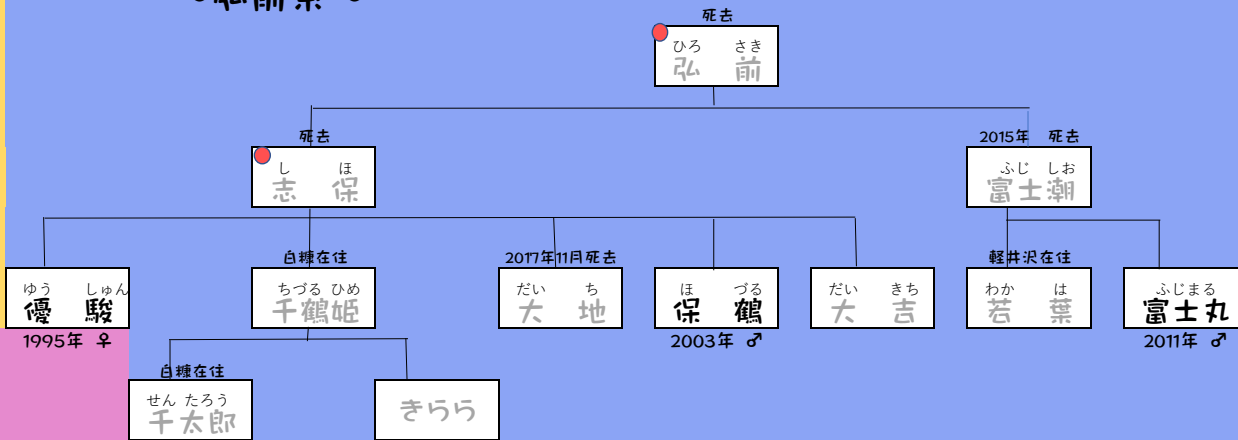 弘前系
死去
ひろ さき
弘 前
死去
し ほ
志 保
2015年 死去
ふじ しお
富士潮
ゆう しゅん
優 駿
1995年 ♀
白糠在住
ちづる ひめ
千鶴姫
2017年11月死去
だい ち
大 地
ほ づる
保 鶴
2003年 ♂
だい きち
大 吉
軽井沢在住
わか は
若 葉
ふじまる
富士丸
2011年 ♂
白糠在住
せん たろう
千太郎
きらら